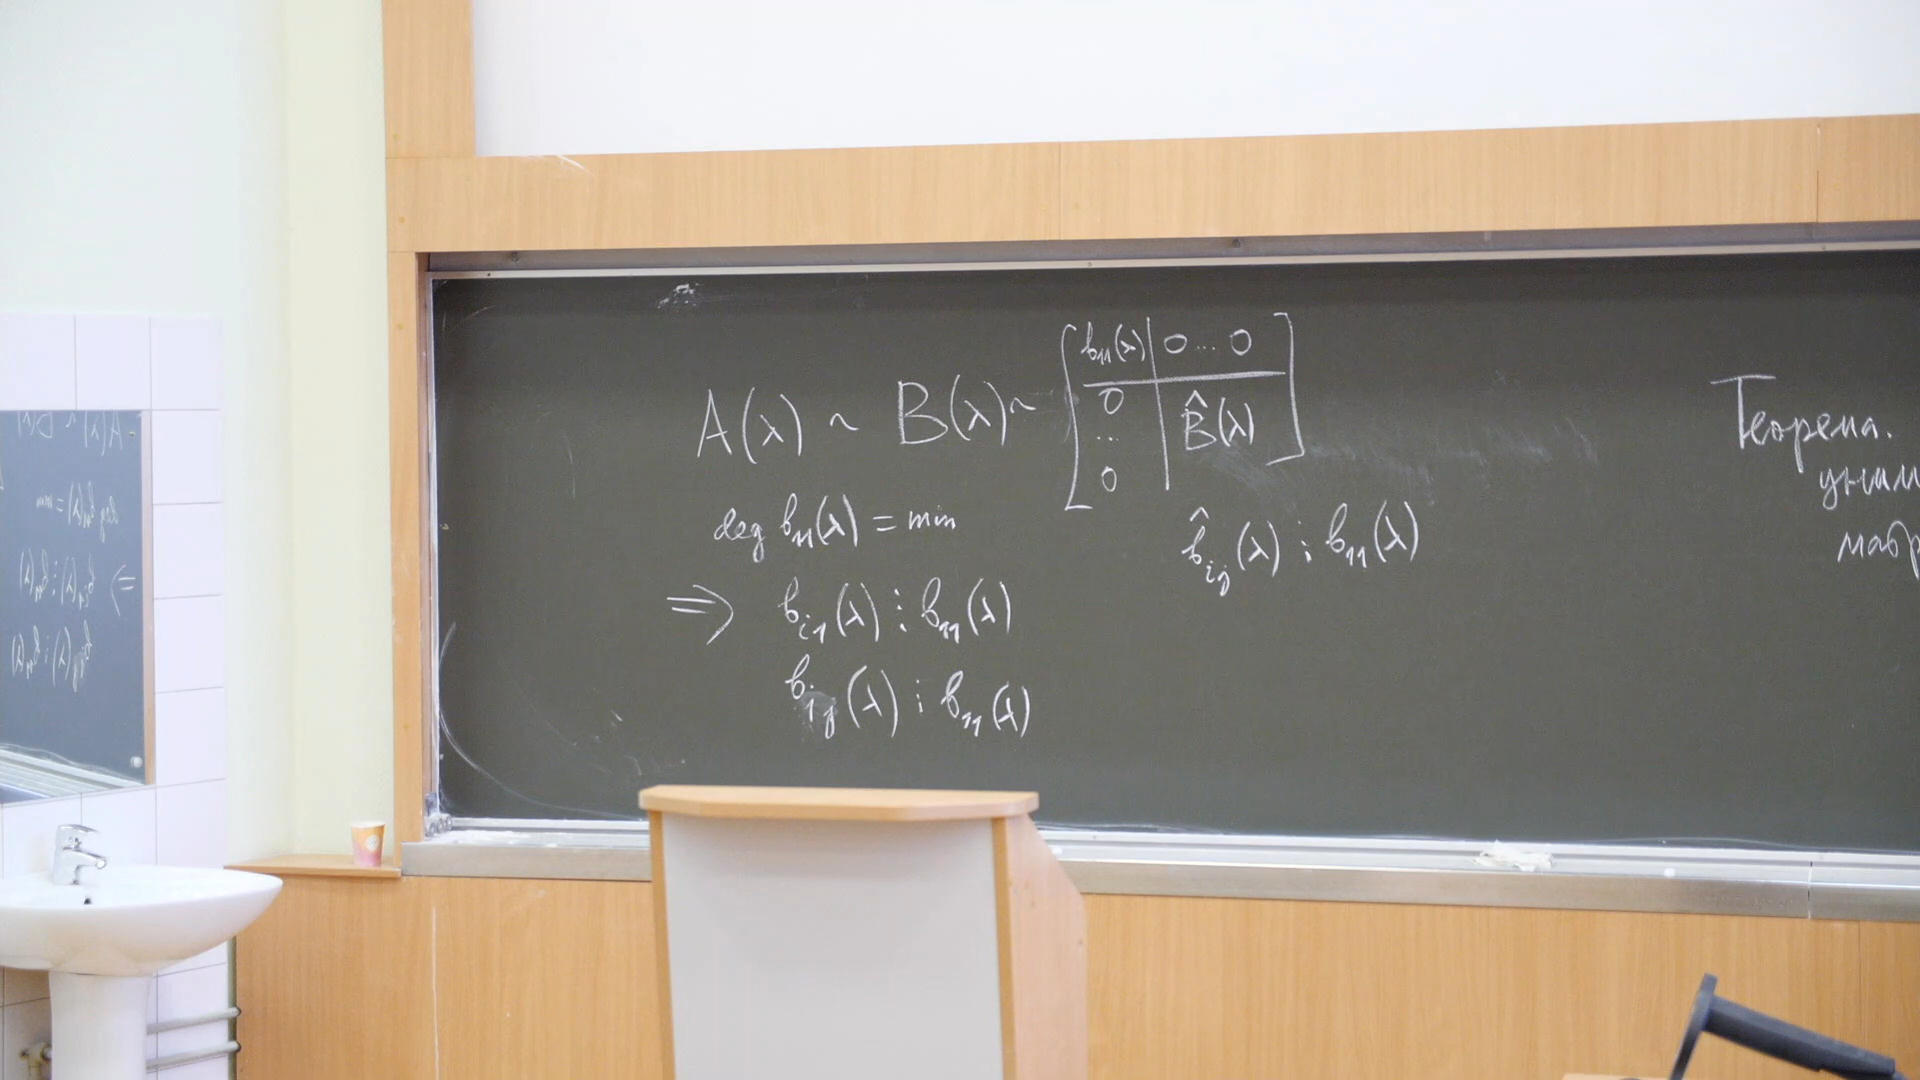 A(λ) ~ B(λ) ~ [ b₁₁(λ) | 0 ... 0
0 ... 0 | B̂(λ) ]
deg b₁₁(λ) = min
⇒ bᵢ₁(λ) ⋮ b₁₁(λ)
b₁ⱼ(λ) ⋮ b₁₁(λ)
b̂ᵢⱼ(λ) ⋮ b₁₁(λ)
Теорема.